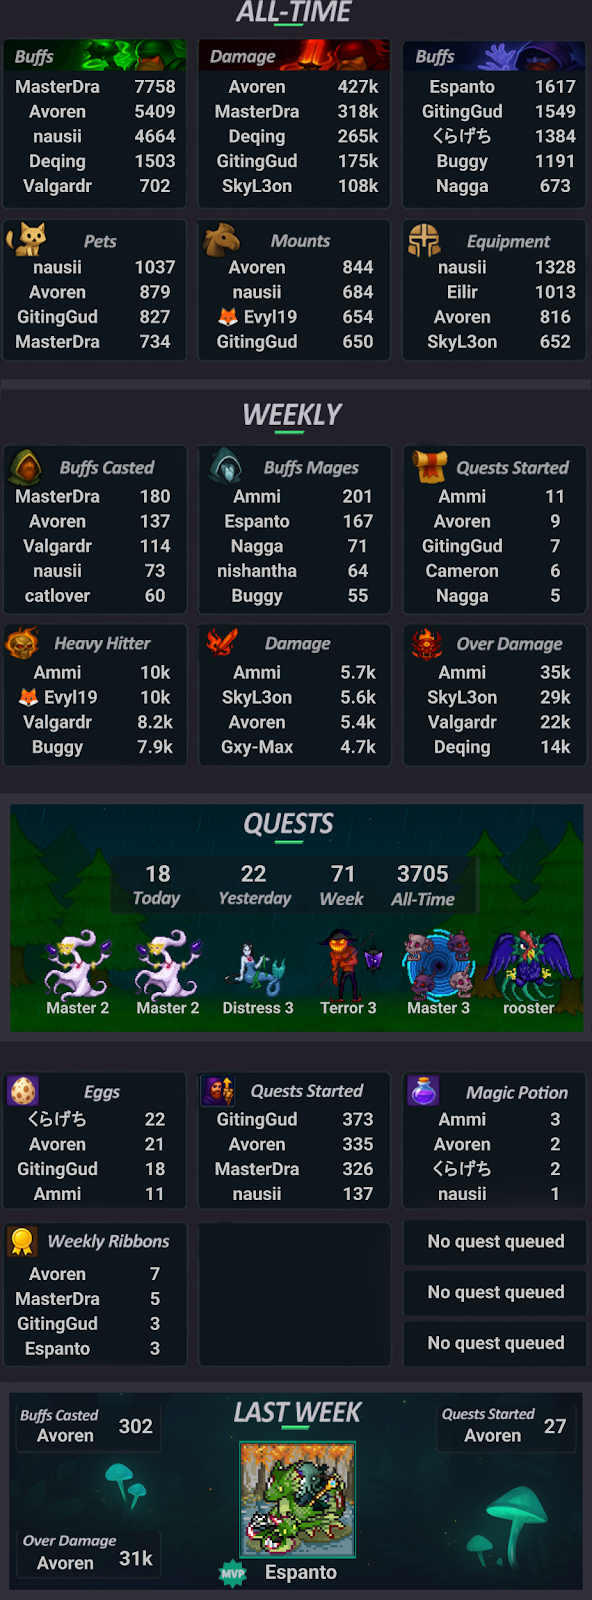 ALL-TIME
Buffs
MasterDra 7758
Avoren 5409
nausii 4664
Deqing 1503
Valgardr 702
Damage
Avoren 427k
MasterDra 318k
Deqing 265k
GitingGud 175k
SkyL3on 108k
Buffs
Espanto 1617
GitingGud 1549
くらげち 1384
Buggy 1191
Nagga 673
Pets
nausii 1037
Avoren 879
GitingGud 827
MasterDra 734
Mounts
Avoren 844
nausii 684
🦊 Evyl19 654
GitingGud 650
Equipment
nausii 1328
Eilir 1013
Avoren 816
SkyL3on 652
WEEKLY
Buffs Casted
MasterDra 180
Avoren 137
Valgardr 114
nausii 73
catlover 60
Buffs Mages
Ammi 201
Espanto 167
Nagga 71
nishantha 64
Buggy 55
Quests Started
Ammi 11
Avoren 9
GitingGud 7
Cameron 6
Nagga 5
Heavy Hitter
Ammi 10k
🦊 Evyl19 10k
Valgardr 8.2k
Buggy 7.9k
Damage
Ammi 5.7k
SkyL3on 5.6k
Avoren 5.4k
Gxy-Max 4.7k
Over Damage
Ammi 35k
SkyL3on 29k
Valgardr 22k
Deqing 14k
QUESTS
18 22 71 3705
Today Yesterday Week All-Time
Master 2 Master 2 Distress 3 Terror 3 Master 3 rooster
Eggs
くらげち 22
Avoren 21
GitingGud 18
Ammi 11
Quests Started
GitingGud 373
Avoren 335
MasterDra 326
nausii 137
Magic Potion
Ammi 3
Avoren 2
くらげち 2
nausii 1
Weekly Ribbons
Avoren 7
MasterDra 5
GitingGud 3
Espanto 3
No quest queued
No quest queued
No quest queued
LAST WEEK
Buffs Casted
Avoren 302
Quests Started
Avoren 27
Over Damage
Avoren 31k
MVP Espanto